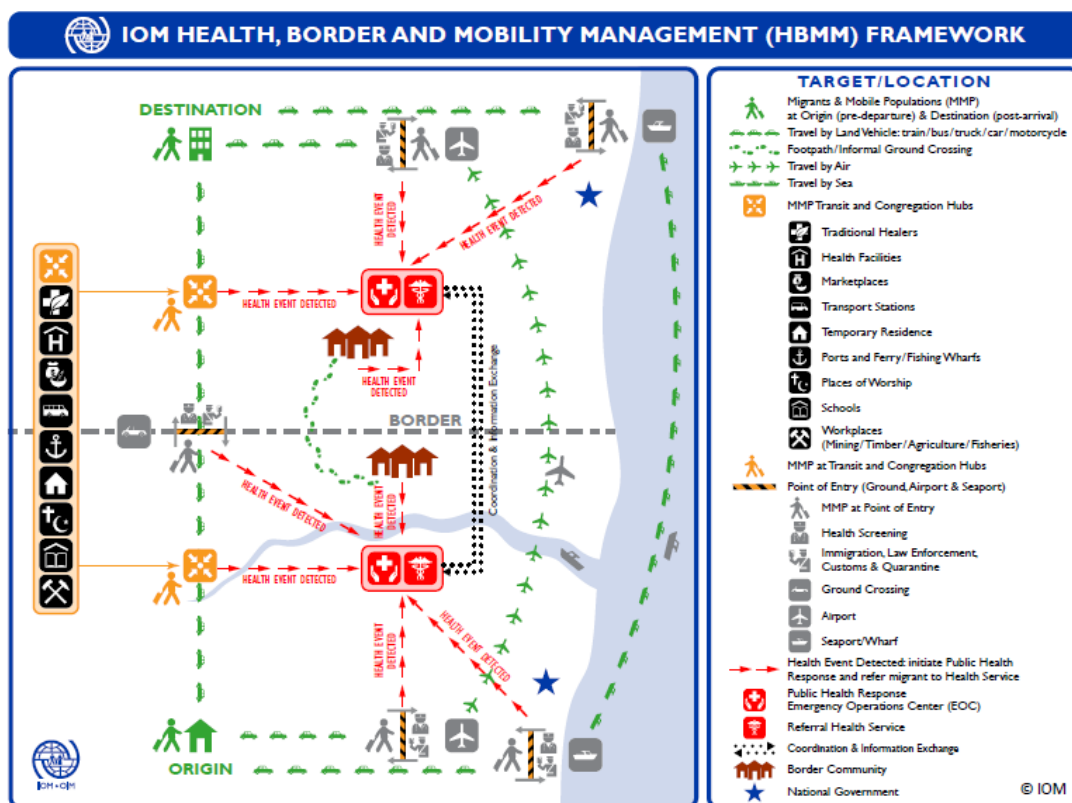 IOM HEALTH, BORDER AND MOBILITY MANAGEMENT (HBMM) FRAMEWORK
DESTINATION
HEALTH EVENT
DETECTED
HEALTH EVENT DETECTED
HEALTH EVENT DETECTED
HEALTH EVENT
DETECTED
Coordination & Information Exchange
BORDER
HEALTH EVENT DETECTED
HEALTH EVENT
DETECTED
HEALTH EVENT DETECTED
HEALTH EVENT
DETECTED
HEALTH EVENT DETECTED
ORIGIN
IOM • OIM
TARGET/LOCATION
Migrants & Mobile Populations (MMP)
at Origin (pre-departure) & Destination (post-arrival)
Travel by Land Vehicle: train/bus/truck/car/motorcycle
Footpath/Informal Ground Crossing
Travel by Air
Travel by Sea
MMP Transit and Congregation Hubs
Traditional Healers
Health Facilities
Marketplaces
Transport Stations
Temporary Residence
Ports and Ferry/Fishing Wharfs
Places of Worship
Schools
Workplaces
(Mining/Timber/Agriculture/Fisheries)
MMP at Transit and Congregation Hubs
Point of Entry (Ground, Airport & Seaport)
MMP at Point of Entry
Health Screening
Immigration, Law Enforcement,
Customs & Quarantine
Ground Crossing
Airport
Seaport/Wharf
Health Event Detected: initiate Public Health
Response and refer migrant to Health Service
Public Health Response
Emergency Operations Center (EOC)
Referral Health Service
Coordination & Information Exchange
Border Community
National Government
© IOM